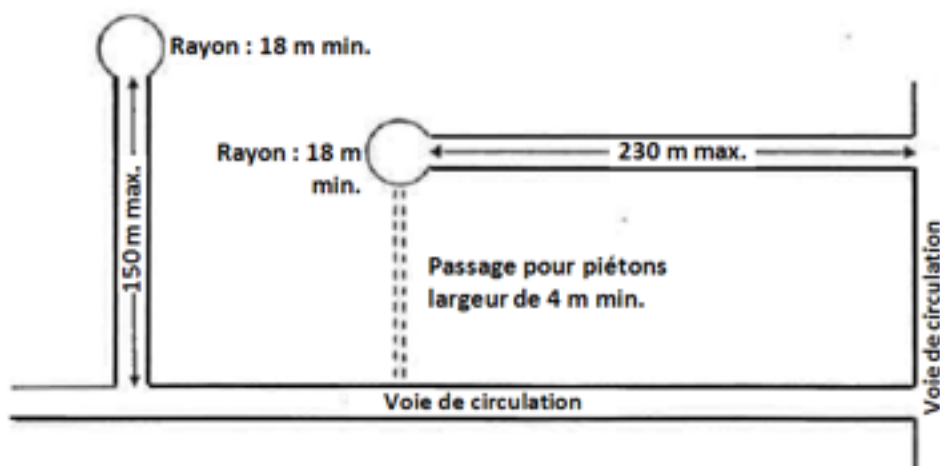 Rayon : 18 m min.
Rayon : 18 m
min.
230 m max.
150 m max.
Passage pour piétons
largeur de 4 m min.
Voie de circulation
Voie de circulation